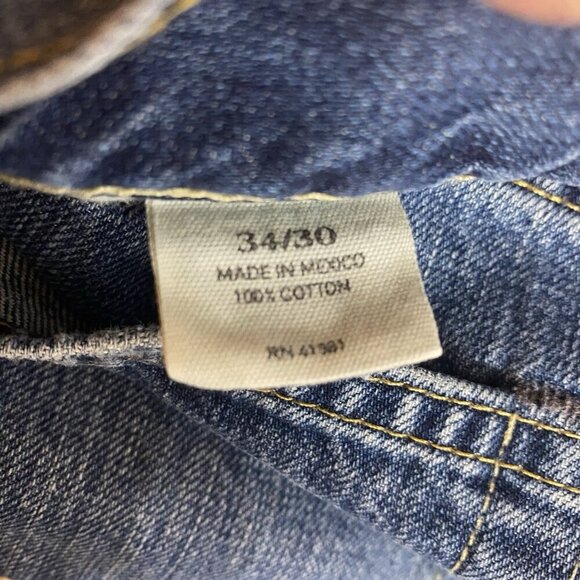 34/30
MADE IN MEXICO
100% COTTON
RN 41381